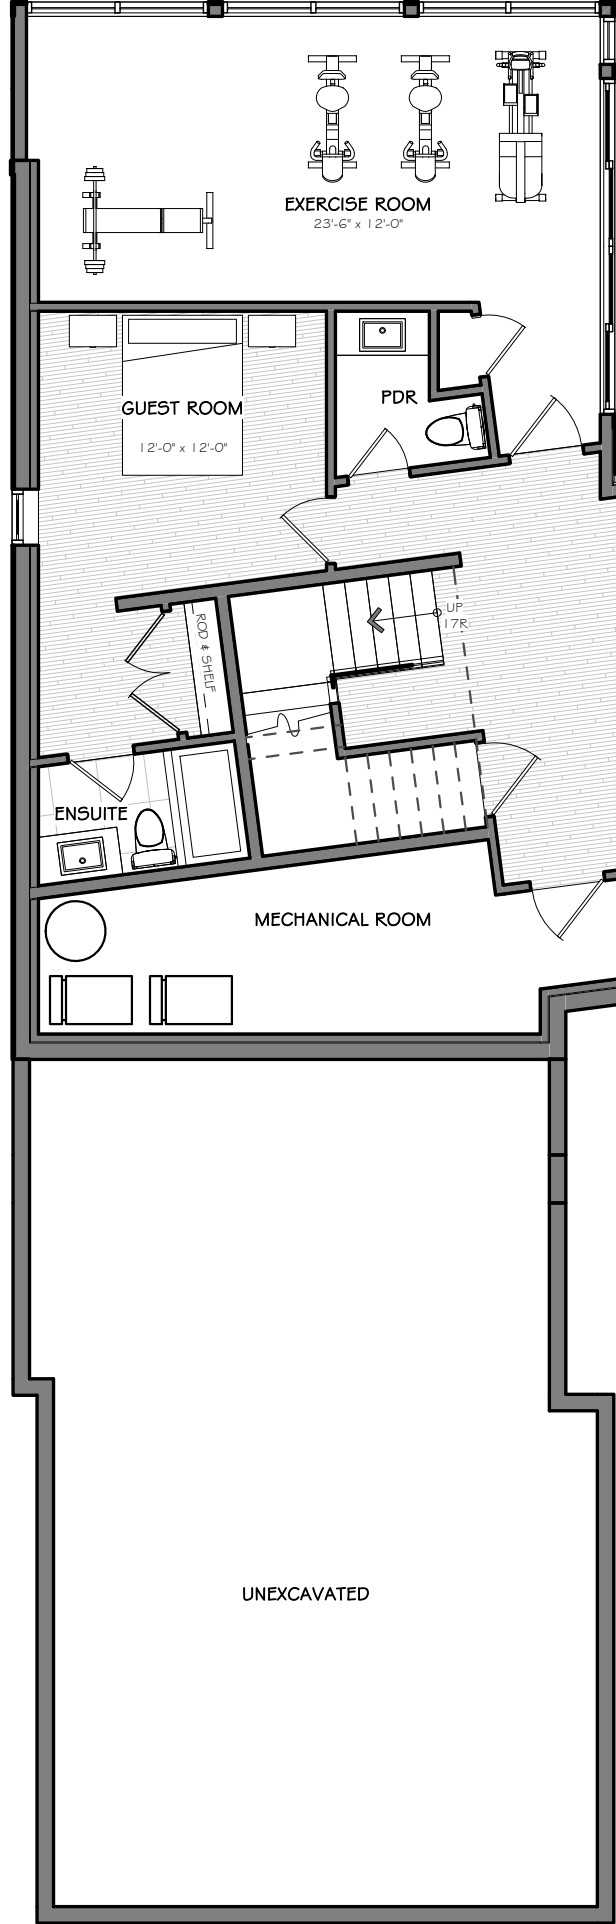 EXERCISE ROOM
23'-6" x 12'-0"
PDR
GUEST ROOM
12'-0" x 12'-0"
UP
17R
ROD & SHELF
ENSUITE
MECHANICAL ROOM
UNEXCAVATED